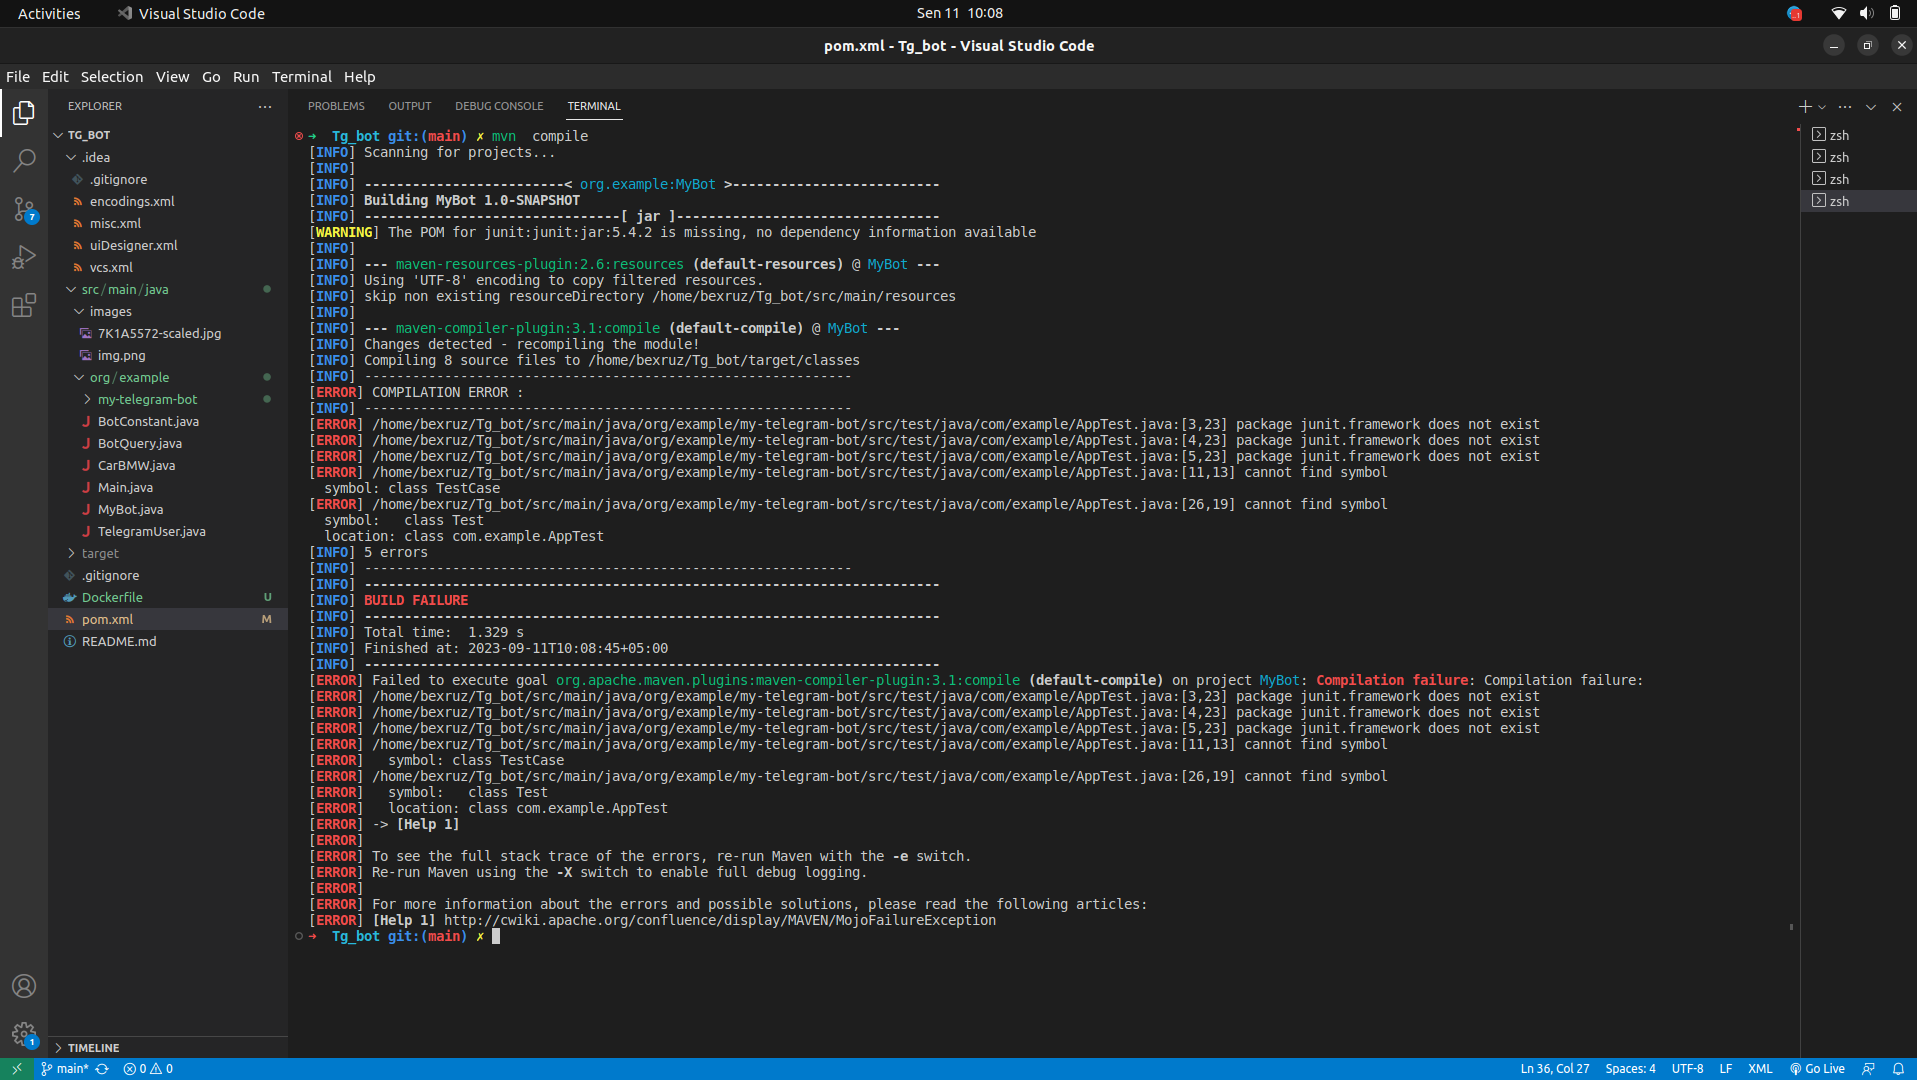 Activities
Visual Studio Code
Sen 11 10:08
pom.xml - Tg_bot - Visual Studio Code
File Edit Selection View Go Run Terminal Help
EXPLORER
TG_BOT
.idea
.gitignore
encodings.xml
misc.xml
uiDesigner.xml
vcs.xml
src/main/java
images
7K1A5572-scaled.jpg
img.png
org/example
my-telegram-bot
BotConstant.java
BotQuery.java
CarBMW.java
Main.java
MyBot.java
TelegramUser.java
target
.gitignore
Dockerfile U
pom.xml M
README.md
TIMELINE
7
1
PROBLEMS OUTPUT DEBUG CONSOLE TERMINAL
➜ Tg_bot git:(main) ✗ mvn  compile
[INFO] Scanning for projects...
[INFO]
[INFO] -------------------------< org.example:MyBot >--------------------------
[INFO] Building MyBot 1.0-SNAPSHOT
[INFO] --------------------------------[ jar ]---------------------------------
[WARNING] The POM for junit:junit:jar:5.4.2 is missing, no dependency information available
[INFO]
[INFO] --- maven-resources-plugin:2.6:resources (default-resources) @ MyBot ---
[INFO] Using 'UTF-8' encoding to copy filtered resources.
[INFO] skip non existing resourceDirectory /home/bexruz/Tg_bot/src/main/resources
[INFO]
[INFO] --- maven-compiler-plugin:3.1:compile (default-compile) @ MyBot ---
[INFO] Changes detected - recompiling the module!
[INFO] Compiling 8 source files to /home/bexruz/Tg_bot/target/classes
[INFO] -------------------------------------------------------------
[ERROR] COMPILATION ERROR :
[INFO] -------------------------------------------------------------
[ERROR] /home/bexruz/Tg_bot/src/main/java/org/example/my-telegram-bot/src/test/java/com/example/AppTest.java:[3,23] package junit.framework does not exist
[ERROR] /home/bexruz/Tg_bot/src/main/java/org/example/my-telegram-bot/src/test/java/com/example/AppTest.java:[4,23] package junit.framework does not exist
[ERROR] /home/bexruz/Tg_bot/src/main/java/org/example/my-telegram-bot/src/test/java/com/example/AppTest.java:[5,23] package junit.framework does not exist
[ERROR] /home/bexruz/Tg_bot/src/main/java/org/example/my-telegram-bot/src/test/java/com/example/AppTest.java:[11,13] cannot find symbol
symbol: class TestCase
[ERROR] /home/bexruz/Tg_bot/src/main/java/org/example/my-telegram-bot/src/test/java/com/example/AppTest.java:[26,19] cannot find symbol
symbol:   class Test
location: class com.example.AppTest
[INFO] 5 errors
[INFO] -------------------------------------------------------------
[INFO] ------------------------------------------------------------------------
[INFO] BUILD FAILURE
[INFO] ------------------------------------------------------------------------
[INFO] Total time:  1.329 s
[INFO] Finished at: 2023-09-11T10:08:45+05:00
[INFO] ------------------------------------------------------------------------
[ERROR] Failed to execute goal org.apache.maven.plugins:maven-compiler-plugin:3.1:compile (default-compile) on project MyBot: Compilation failure: Compilation failure:
[ERROR] /home/bexruz/Tg_bot/src/main/java/org/example/my-telegram-bot/src/test/java/com/example/AppTest.java:[3,23] package junit.framework does not exist
[ERROR] /home/bexruz/Tg_bot/src/main/java/org/example/my-telegram-bot/src/test/java/com/example/AppTest.java:[4,23] package junit.framework does not exist
[ERROR] /home/bexruz/Tg_bot/src/main/java/org/example/my-telegram-bot/src/test/java/com/example/AppTest.java:[5,23] package junit.framework does not exist
[ERROR] /home/bexruz/Tg_bot/src/main/java/org/example/my-telegram-bot/src/test/java/com/example/AppTest.java:[11,13] cannot find symbol
[ERROR]   symbol: class TestCase
[ERROR] /home/bexruz/Tg_bot/src/main/java/org/example/my-telegram-bot/src/test/java/com/example/AppTest.java:[26,19] cannot find symbol
[ERROR]   symbol:   class Test
[ERROR]   location: class com.example.AppTest
[ERROR] -> [Help 1]
[ERROR]
[ERROR] To see the full stack trace of the errors, re-run Maven with the -e switch.
[ERROR] Re-run Maven using the -X switch to enable full debug logging.
[ERROR]
[ERROR] For more information about the errors and possible solutions, please read the following articles:
[ERROR] [Help 1] http://cwiki.apache.org/confluence/display/MAVEN/MojoFailureException
➜ Tg_bot git:(main) ✗
zsh
zsh
zsh
zsh
main* 0 0
Ln 36, Col 27 Spaces: 4 UTF-8 LF XML Go Live